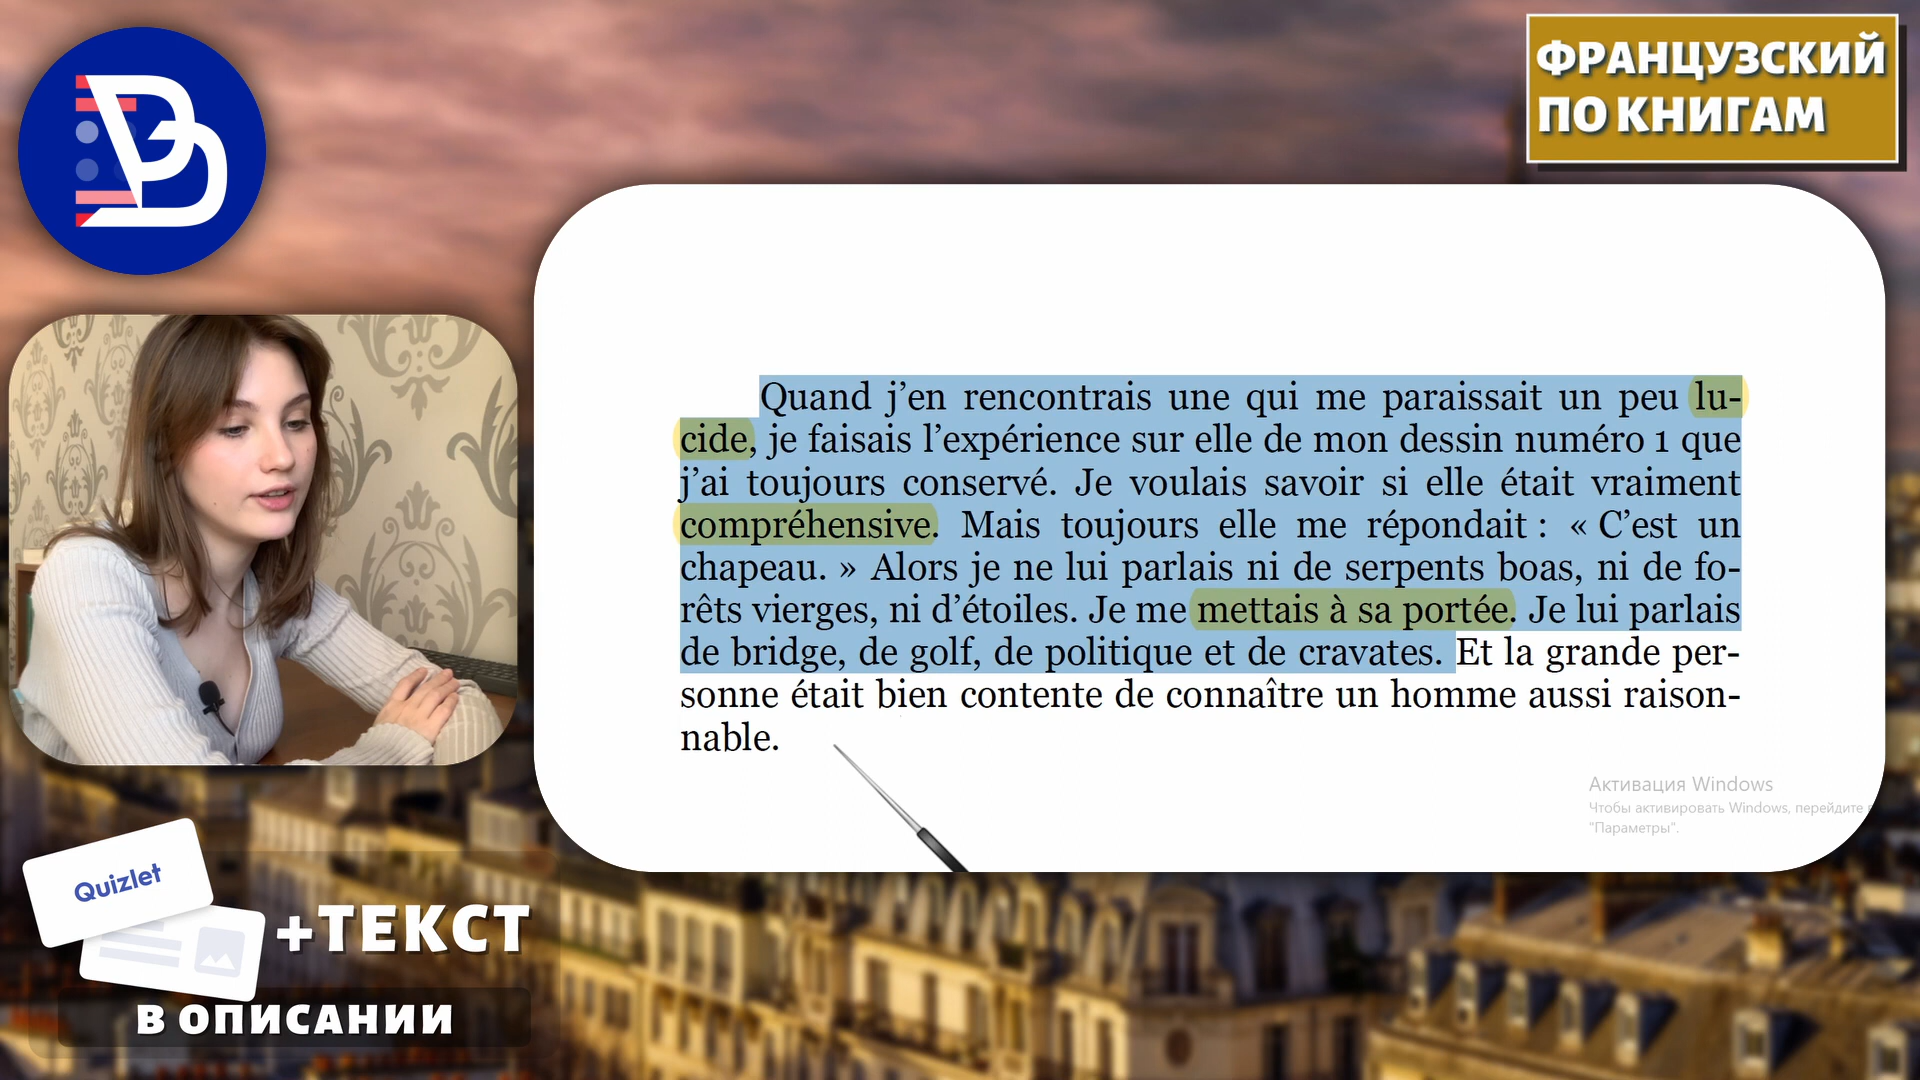 ФРАНЦУЗСКИЙ
ПО КНИГАМ
Quand j’en rencontrais une qui me paraissait un peu lu-
cide, je faisais l’expérience sur elle de mon dessin numéro 1 que
j’ai toujours conservé. Je voulais savoir si elle était vraiment
compréhensive. Mais toujours elle me répondait : « C’est un
chapeau. » Alors je ne lui parlais ni de serpents boas, ni de fo-
rêts vierges, ni d’étoiles. Je me mettais à sa portée. Je lui parlais
de bridge, de golf, de politique et de cravates. Et la grande per-
sonne était bien contente de connaître un homme aussi raison-
nable.
Активация Windows
Чтобы активировать Windows, перейдите
"Параметры".
Quizlet
+ТЕКСТ
В ОПИСАНИИ